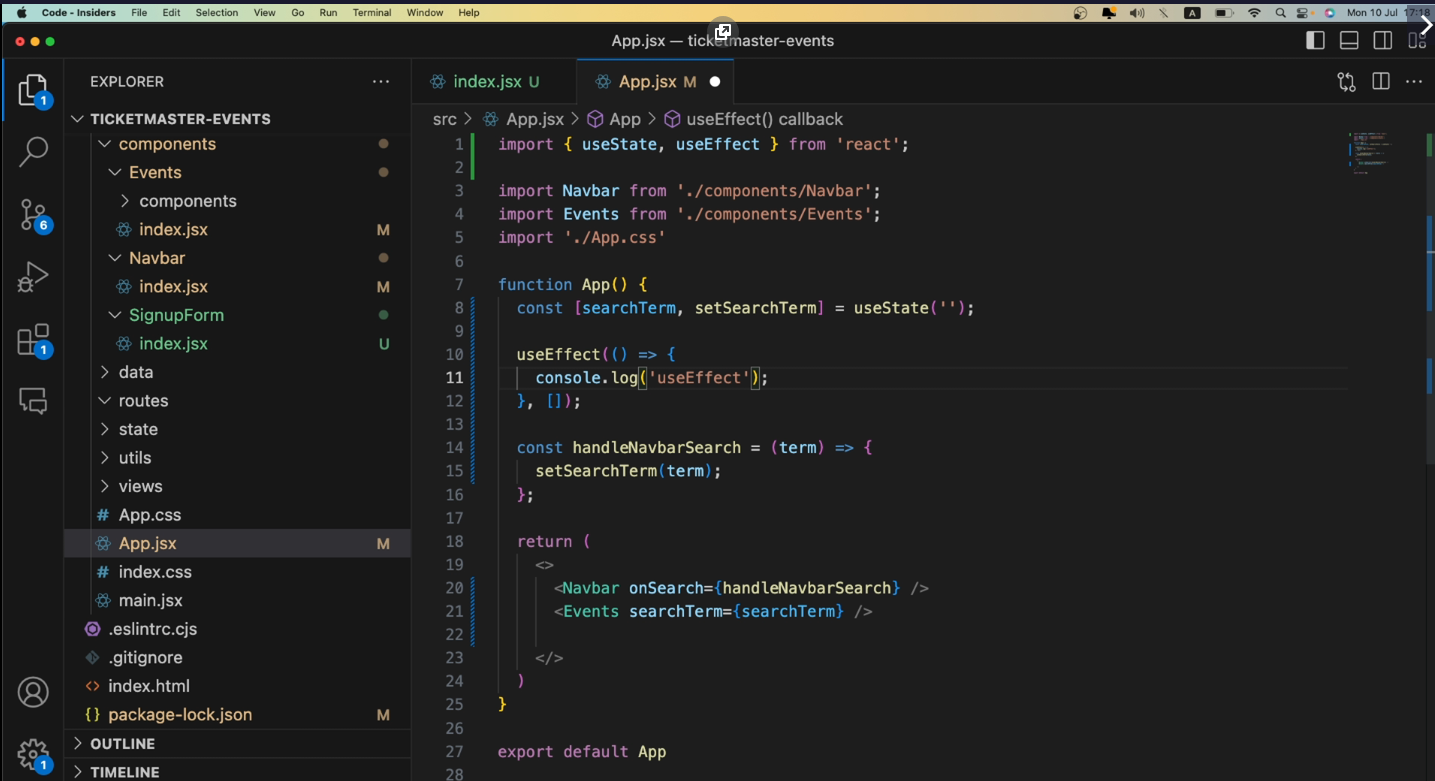 Code - Insiders File Edit Selection View Go Run Terminal Window Help A Mon 10 Jul 17:18
App.jsx — ticketmaster-events
EXPLORER
TICKETMASTER-EVENTS
components
Events
components
index.jsx M
Navbar
index.jsx M
SignupForm
index.jsx U
data
routes
state
utils
views
# App.css
App.jsx M
# index.css
main.jsx
.eslintrc.cjs
.gitignore
<> index.html
{} package-lock.json M
OUTLINE
TIMELINE
1
6
1
1
index.jsx U App.jsx M
src > App.jsx > App > useEffect() callback
1 import { useState, useEffect } from 'react';
2
3 import Navbar from './components/Navbar';
4 import Events from './components/Events';
5 import './App.css'
6
7 function App() {
8 const [searchTerm, setSearchTerm] = useState('');
9
10 useEffect(() => {
11 console.log('useEffect');
12 }, []);
13
14 const handleNavbarSearch = (term) => {
15 setSearchTerm(term);
16 };
17
18 return (
19 <>
20 <Navbar onSearch={handleNavbarSearch} />
21 <Events searchTerm={searchTerm} />
22
23 </>
24 )
25 }
26
27 export default App
28